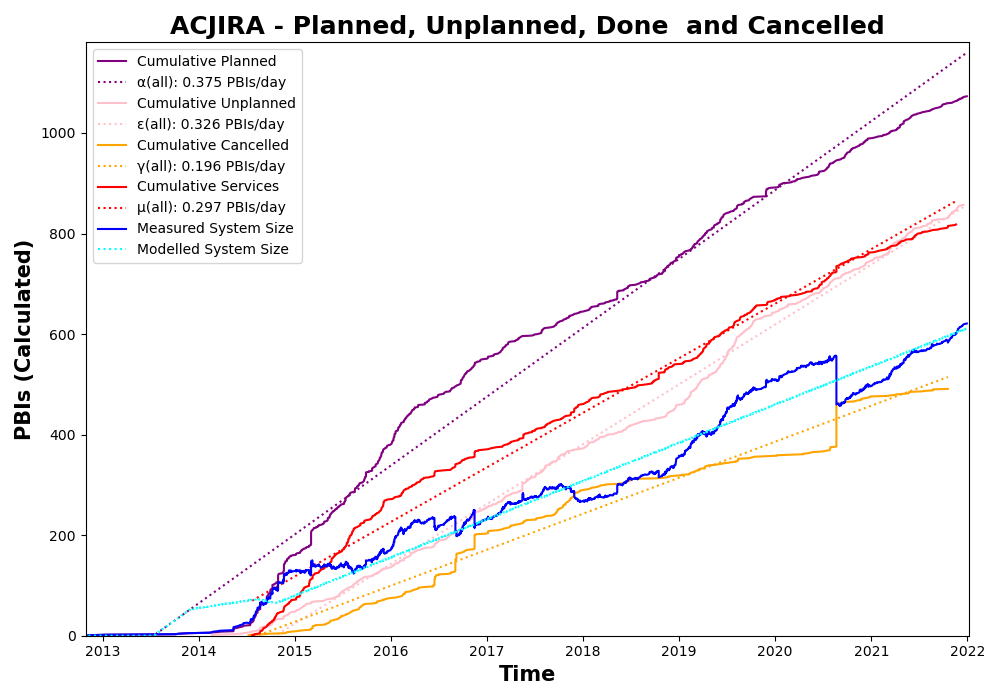 ACJIRA - Planned, Unplanned, Done  and Cancelled
Cumulative Planned
α(all): 0.375 PBIs/day
Cumulative Unplanned
ε(all): 0.326 PBIs/day
Cumulative Cancelled
γ(all): 0.196 PBIs/day
Cumulative Services
μ(all): 0.297 PBIs/day
Measured System Size
Modelled System Size
PBIs (Calculated)
1000
800
600
400
200
0
2013 2014 2015 2016 2017 2018 2019 2020 2021 2022
Time